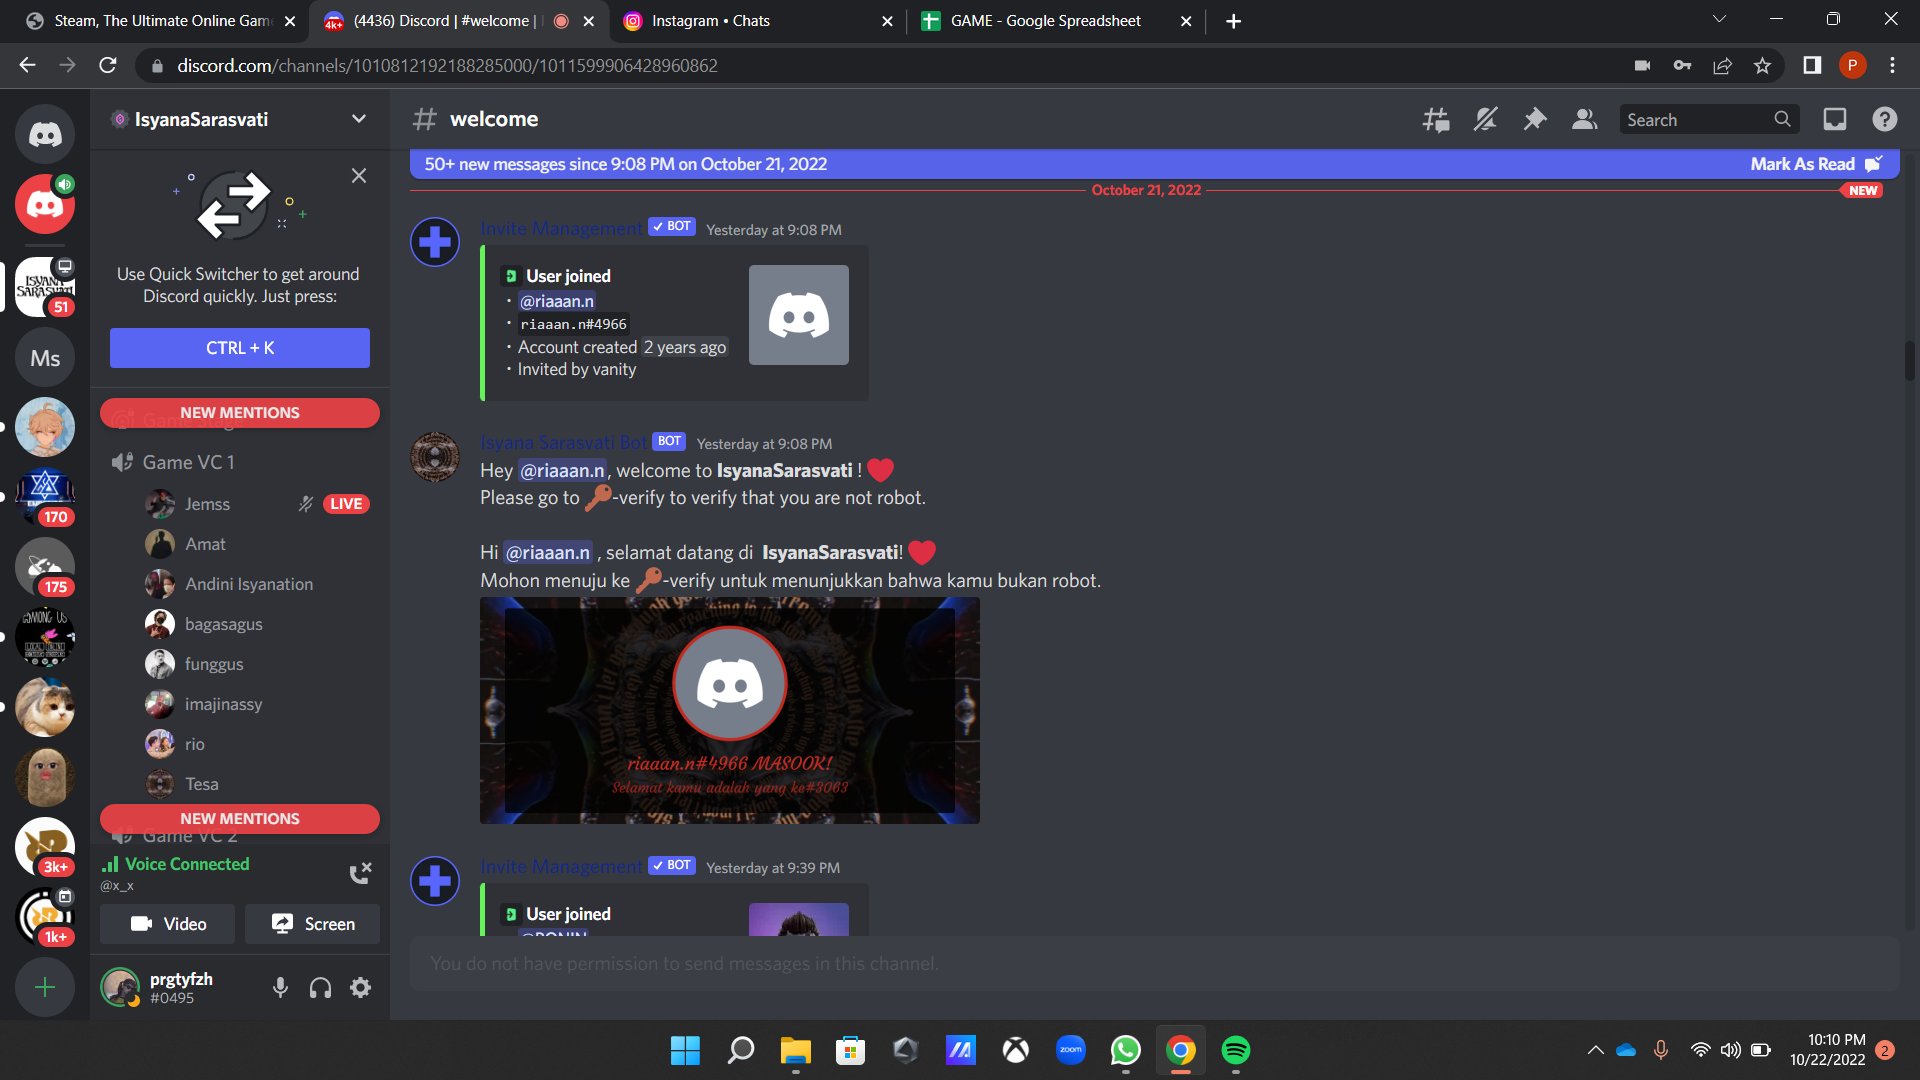 Steam, The Ultimate Online Gam
4k+
(4436) Discord | #welcome |
Instagram • Chats
GAME - Google Spreadsheet
discord.com/channels/1010812192188285000/1011599906428960862
P
IsyanaSarasvati
# welcome
Search
50+ new messages since 9:08 PM on October 21, 2022
Mark As Read
October 21, 2022
NEW
Use Quick Switcher to get around
Discord quickly. Just press:
CTRL + K
NEW MENTIONS
Game Stage
Game VC 1
Jemss
LIVE
Amat
Andini Isyanation
bagasagus
funggus
imajinassy
rio
Tesa
NEW MENTIONS
Game VC 2
Voice Connected
@x_x
Video
Screen
prgtyfzh
#0495
ISYANA
SARASVATI
51
Ms
170
175
AMONG US
3k+
1k+
Invite Management
BOT
Yesterday at 9:08 PM
User joined
• @riaaan.n
• riaaan.n#4966
• Account created 2 years ago
• Invited by vanity
Isyana Sarasvati Bot
BOT
Yesterday at 9:08 PM
Hey @riaaan.n, welcome to IsyanaSarasvati !
Please go to -verify to verify that you are not robot.
Hi @riaaan.n , selamat datang di IsyanaSarasvati!
Mohon menuju ke -verify untuk menunjukkan bahwa kamu bukan robot.
riaaan.n#4966 MASOOK!
Selamat kamu adalah yang ke#3063
Invite Management
BOT
Yesterday at 9:39 PM
User joined
@RONIN
You do not have permission to send messages in this channel.
zoom
10:10 PM
10/22/2022
2